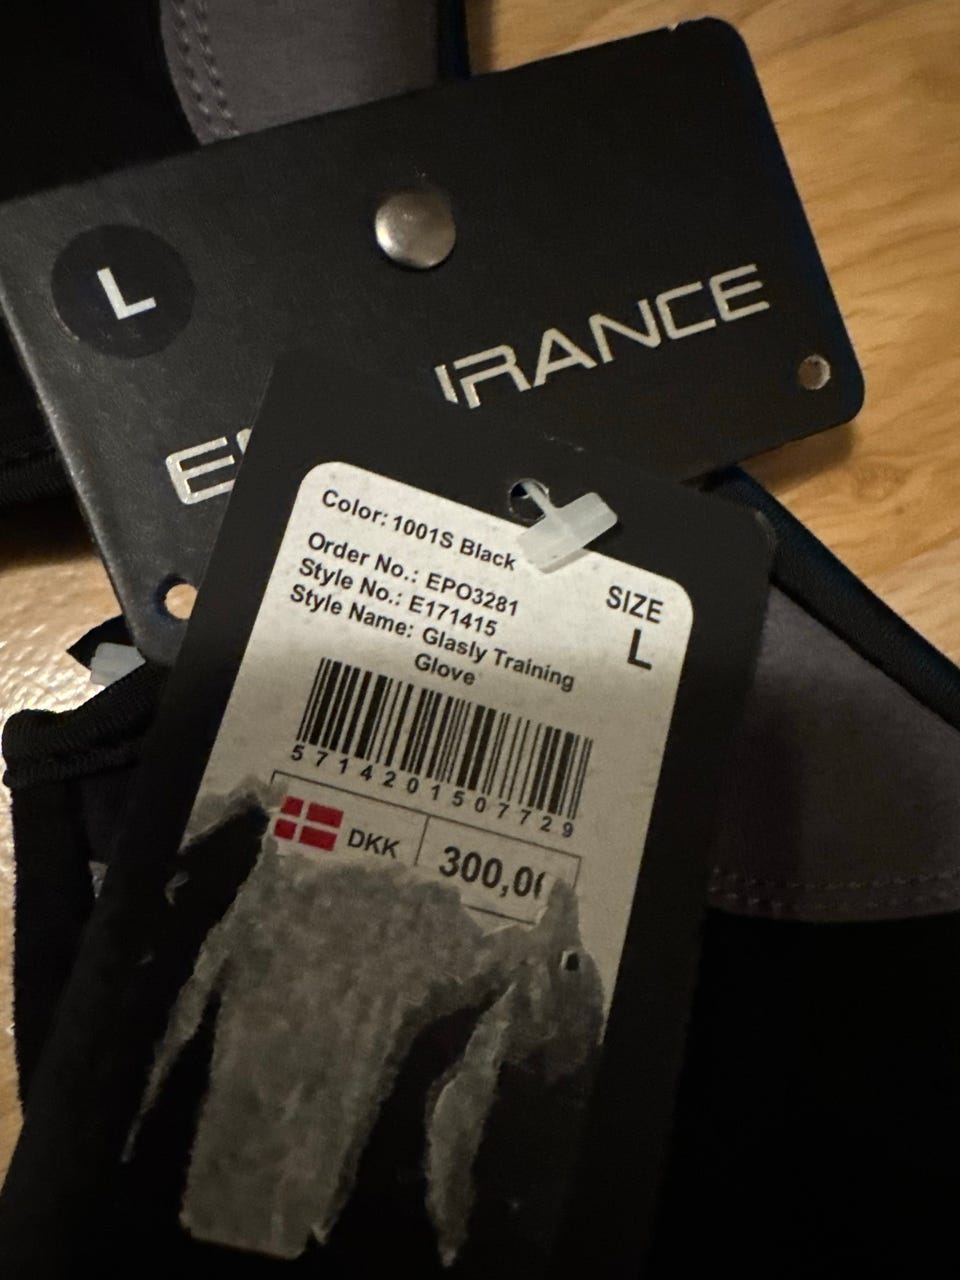 L
IRANCE
Color: 1001S Black
Order No.: EPO3281
Style No.: E171415
Style Name: Glasly Training
Glove
SIZE
L
5714201507729
DKK 300,0